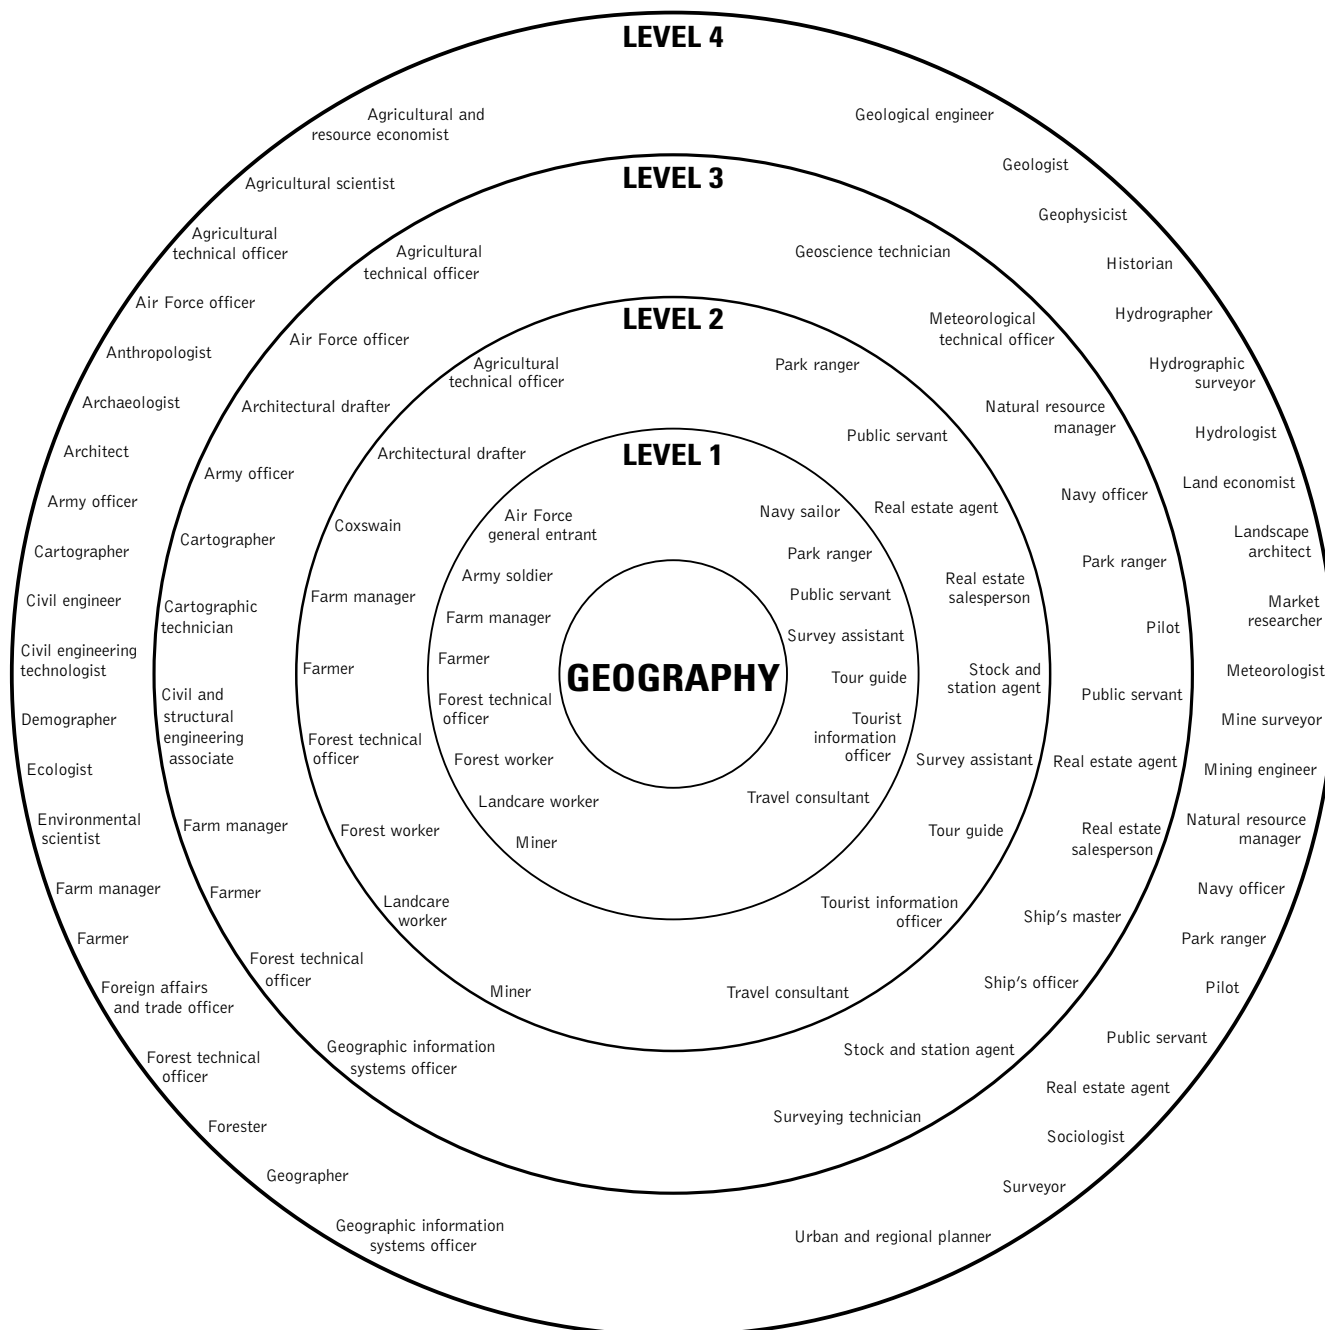 LEVEL 4
Agricultural and
resource economist
Agricultural scientist
Agricultural
technical officer
Air Force officer
Anthropologist
Archaeologist
Architect
Army officer
Cartographer
Civil engineer
Civil engineering
technologist
Demographer
Ecologist
Environmental
scientist
Farm manager
Farmer
Foreign affairs
and trade officer
Forest technical
officer
Forester
Geographer
Geographic information
systems officer
Geological engineer
Geologist
Geophysicist
Historian
Hydrographer
Hydrographic
surveyor
Hydrologist
Land economist
Landscape
architect
Market
researcher
Meteorologist
Mine surveyor
Mining engineer
Natural resource
manager
Navy officer
Park ranger
Pilot
Public servant
Real estate agent
Sociologist
Surveyor
Urban and regional planner
LEVEL 3
Agricultural
technical officer
Air Force officer
Architectural drafter
Army officer
Cartographer
Cartographic
technician
Civil and
structural
engineering
associate
Farm manager
Farmer
Forest technical
officer
Geographic information
systems officer
Geoscience technician
Meteorological
technical officer
Natural resource
manager
Navy officer
Park ranger
Pilot
Public servant
Real estate agent
Real estate
salesperson
Ship's master
Ship's officer
Stock and station agent
Surveying technician
LEVEL 2
Agricultural
technical officer
Architectural drafter
Coxswain
Farm manager
Farmer
Forest technical
officer
Forest worker
Landcare
worker
Miner
Park ranger
Public servant
Real estate agent
Real estate
salesperson
Stock and
station agent
Survey assistant
Tour guide
Tourist information
officer
Travel consultant
LEVEL 1
Air Force
general entrant
Army soldier
Farm manager
Farmer
Forest technical
officer
Forest worker
Landcare worker
Miner
Navy sailor
Park ranger
Public servant
Survey assistant
Tour guide
Tourist
information
officer
Travel consultant
GEOGRAPHY